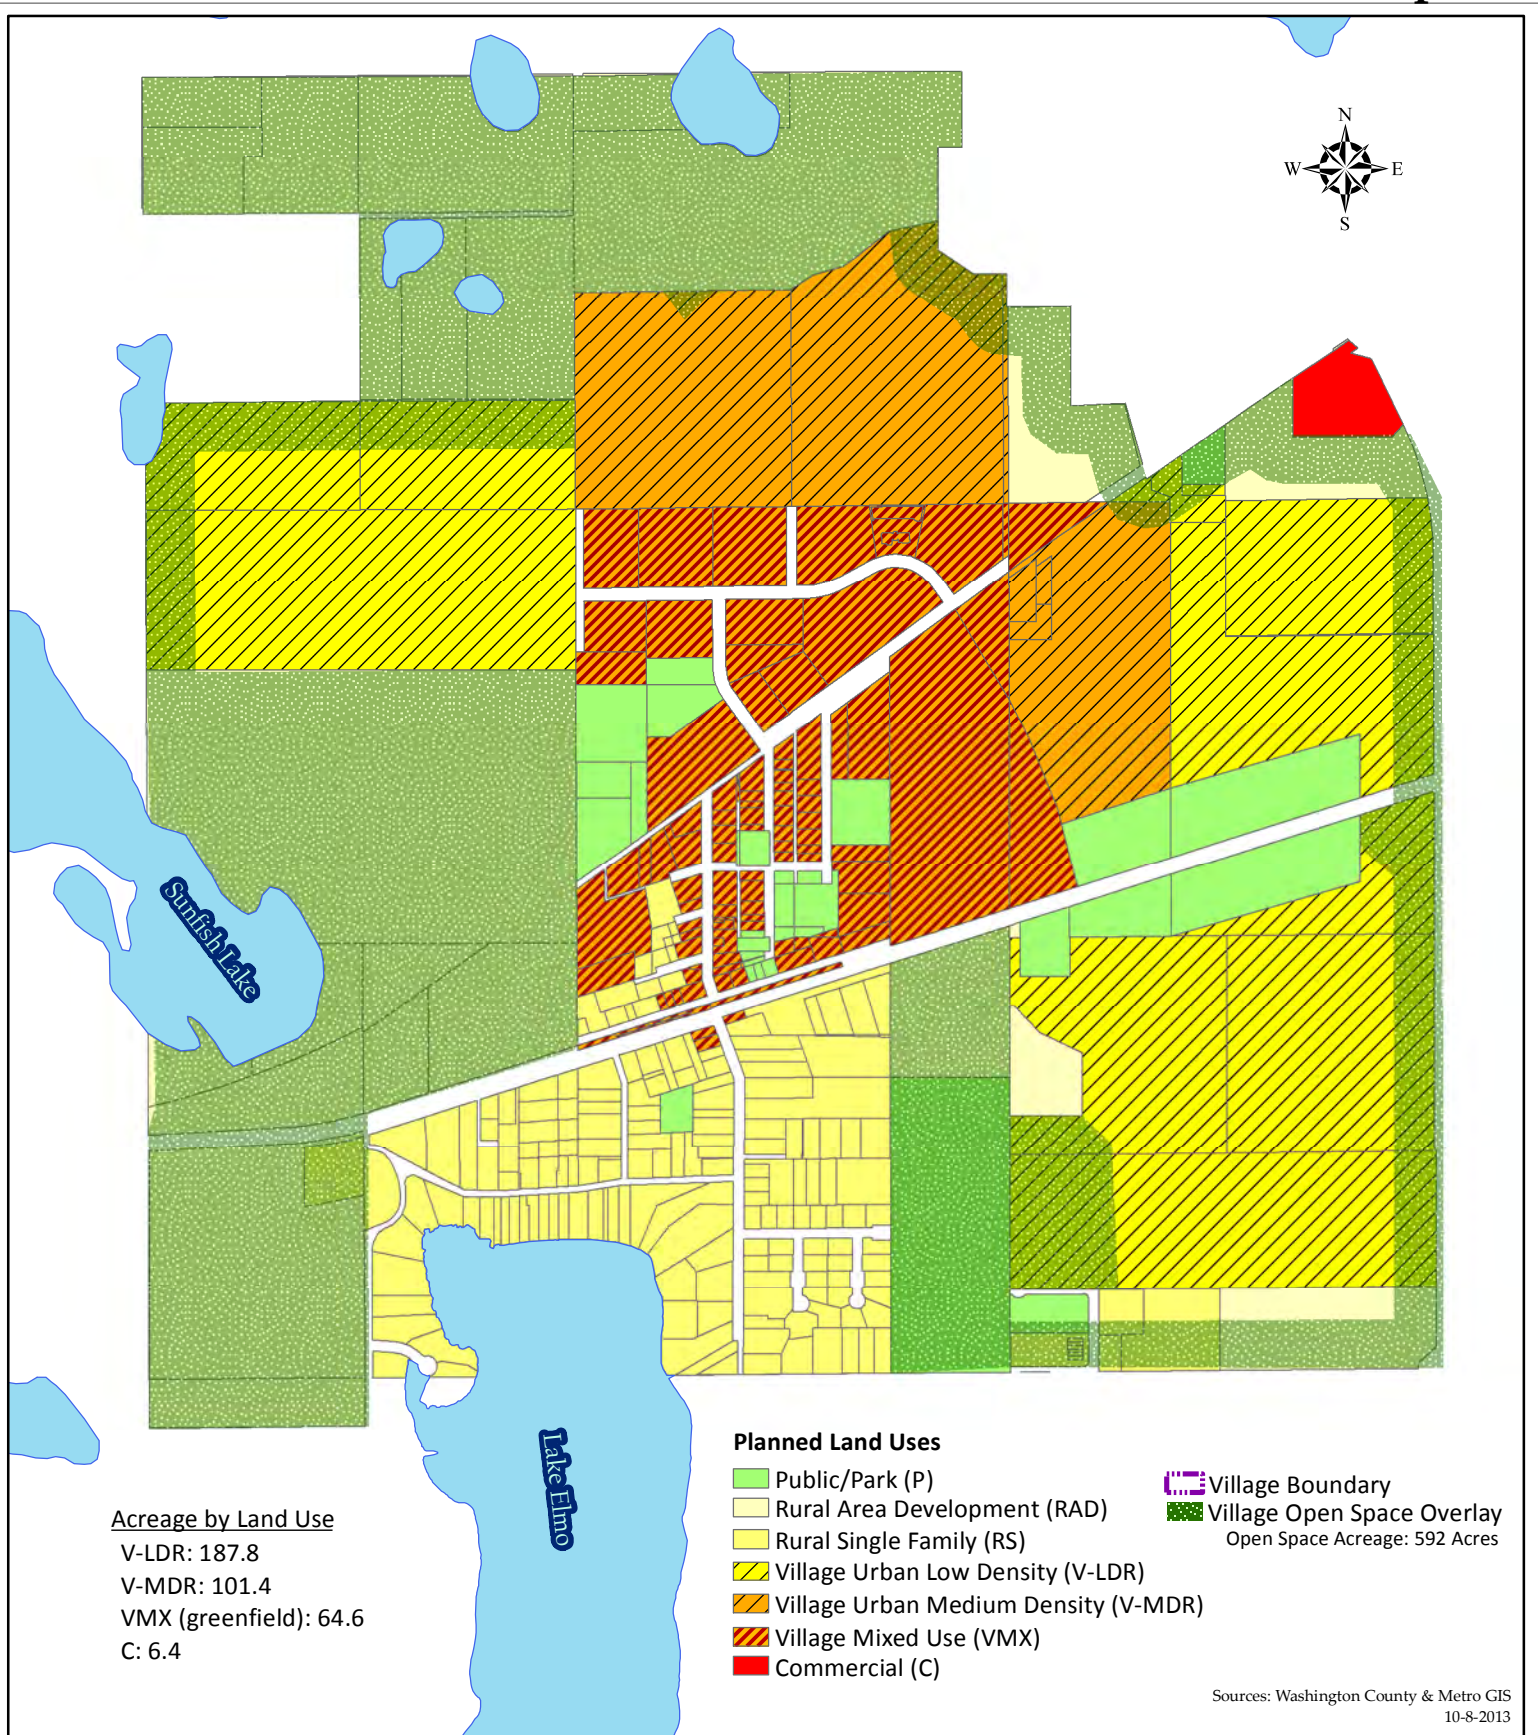 N
W E
S
Sunfish Lake
Lake Elmo
Planned Land Uses
Public/Park (P)
Rural Area Development (RAD)
Rural Single Family (RS)
Village Urban Low Density (V-LDR)
Village Urban Medium Density (V-MDR)
Village Mixed Use (VMX)
Commercial (C)
Village Boundary
Village Open Space Overlay
Open Space Acreage: 592 Acres
Acreage by Land Use
V-LDR: 187.8
V-MDR: 101.4
VMX (greenfield): 64.6
C: 6.4
Sources: Washington County & Metro GIS
10-8-2013